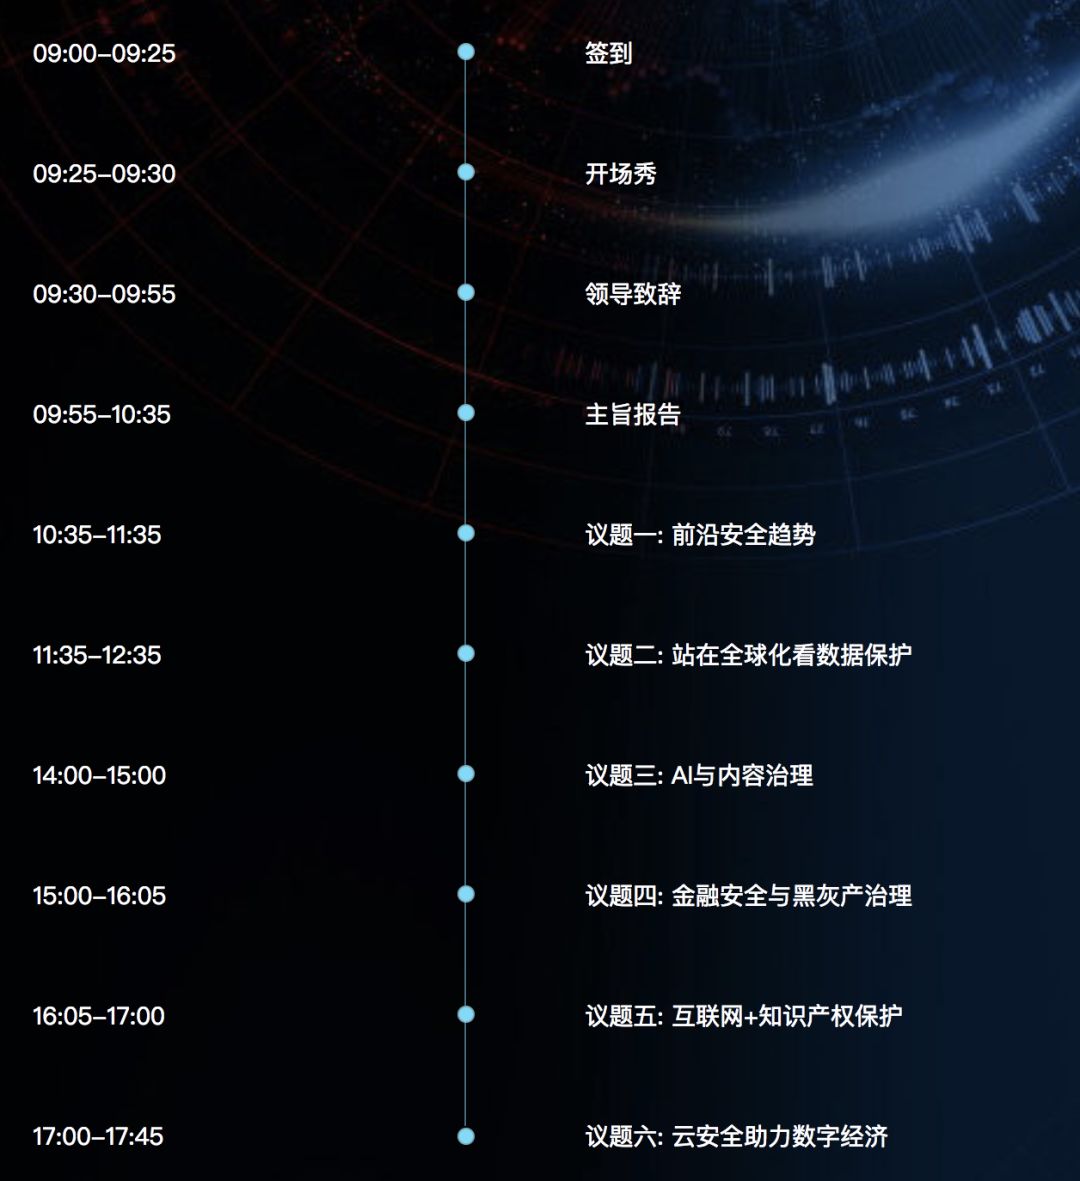 09:00–09:25 签到
09:25–09:30 开场秀
09:30–09:55 领导致辞
09:55–10:35 主旨报告
10:35–11:35 议题一: 前沿安全趋势
11:35–12:35 议题二: 站在全球化看数据保护
14:00–15:00 议题三: AI与内容治理
15:00–16:05 议题四: 金融安全与黑灰产治理
16:05–17:00 议题五: 互联网+知识产权保护
17:00–17:45 议题六: 云安全助力数字经济